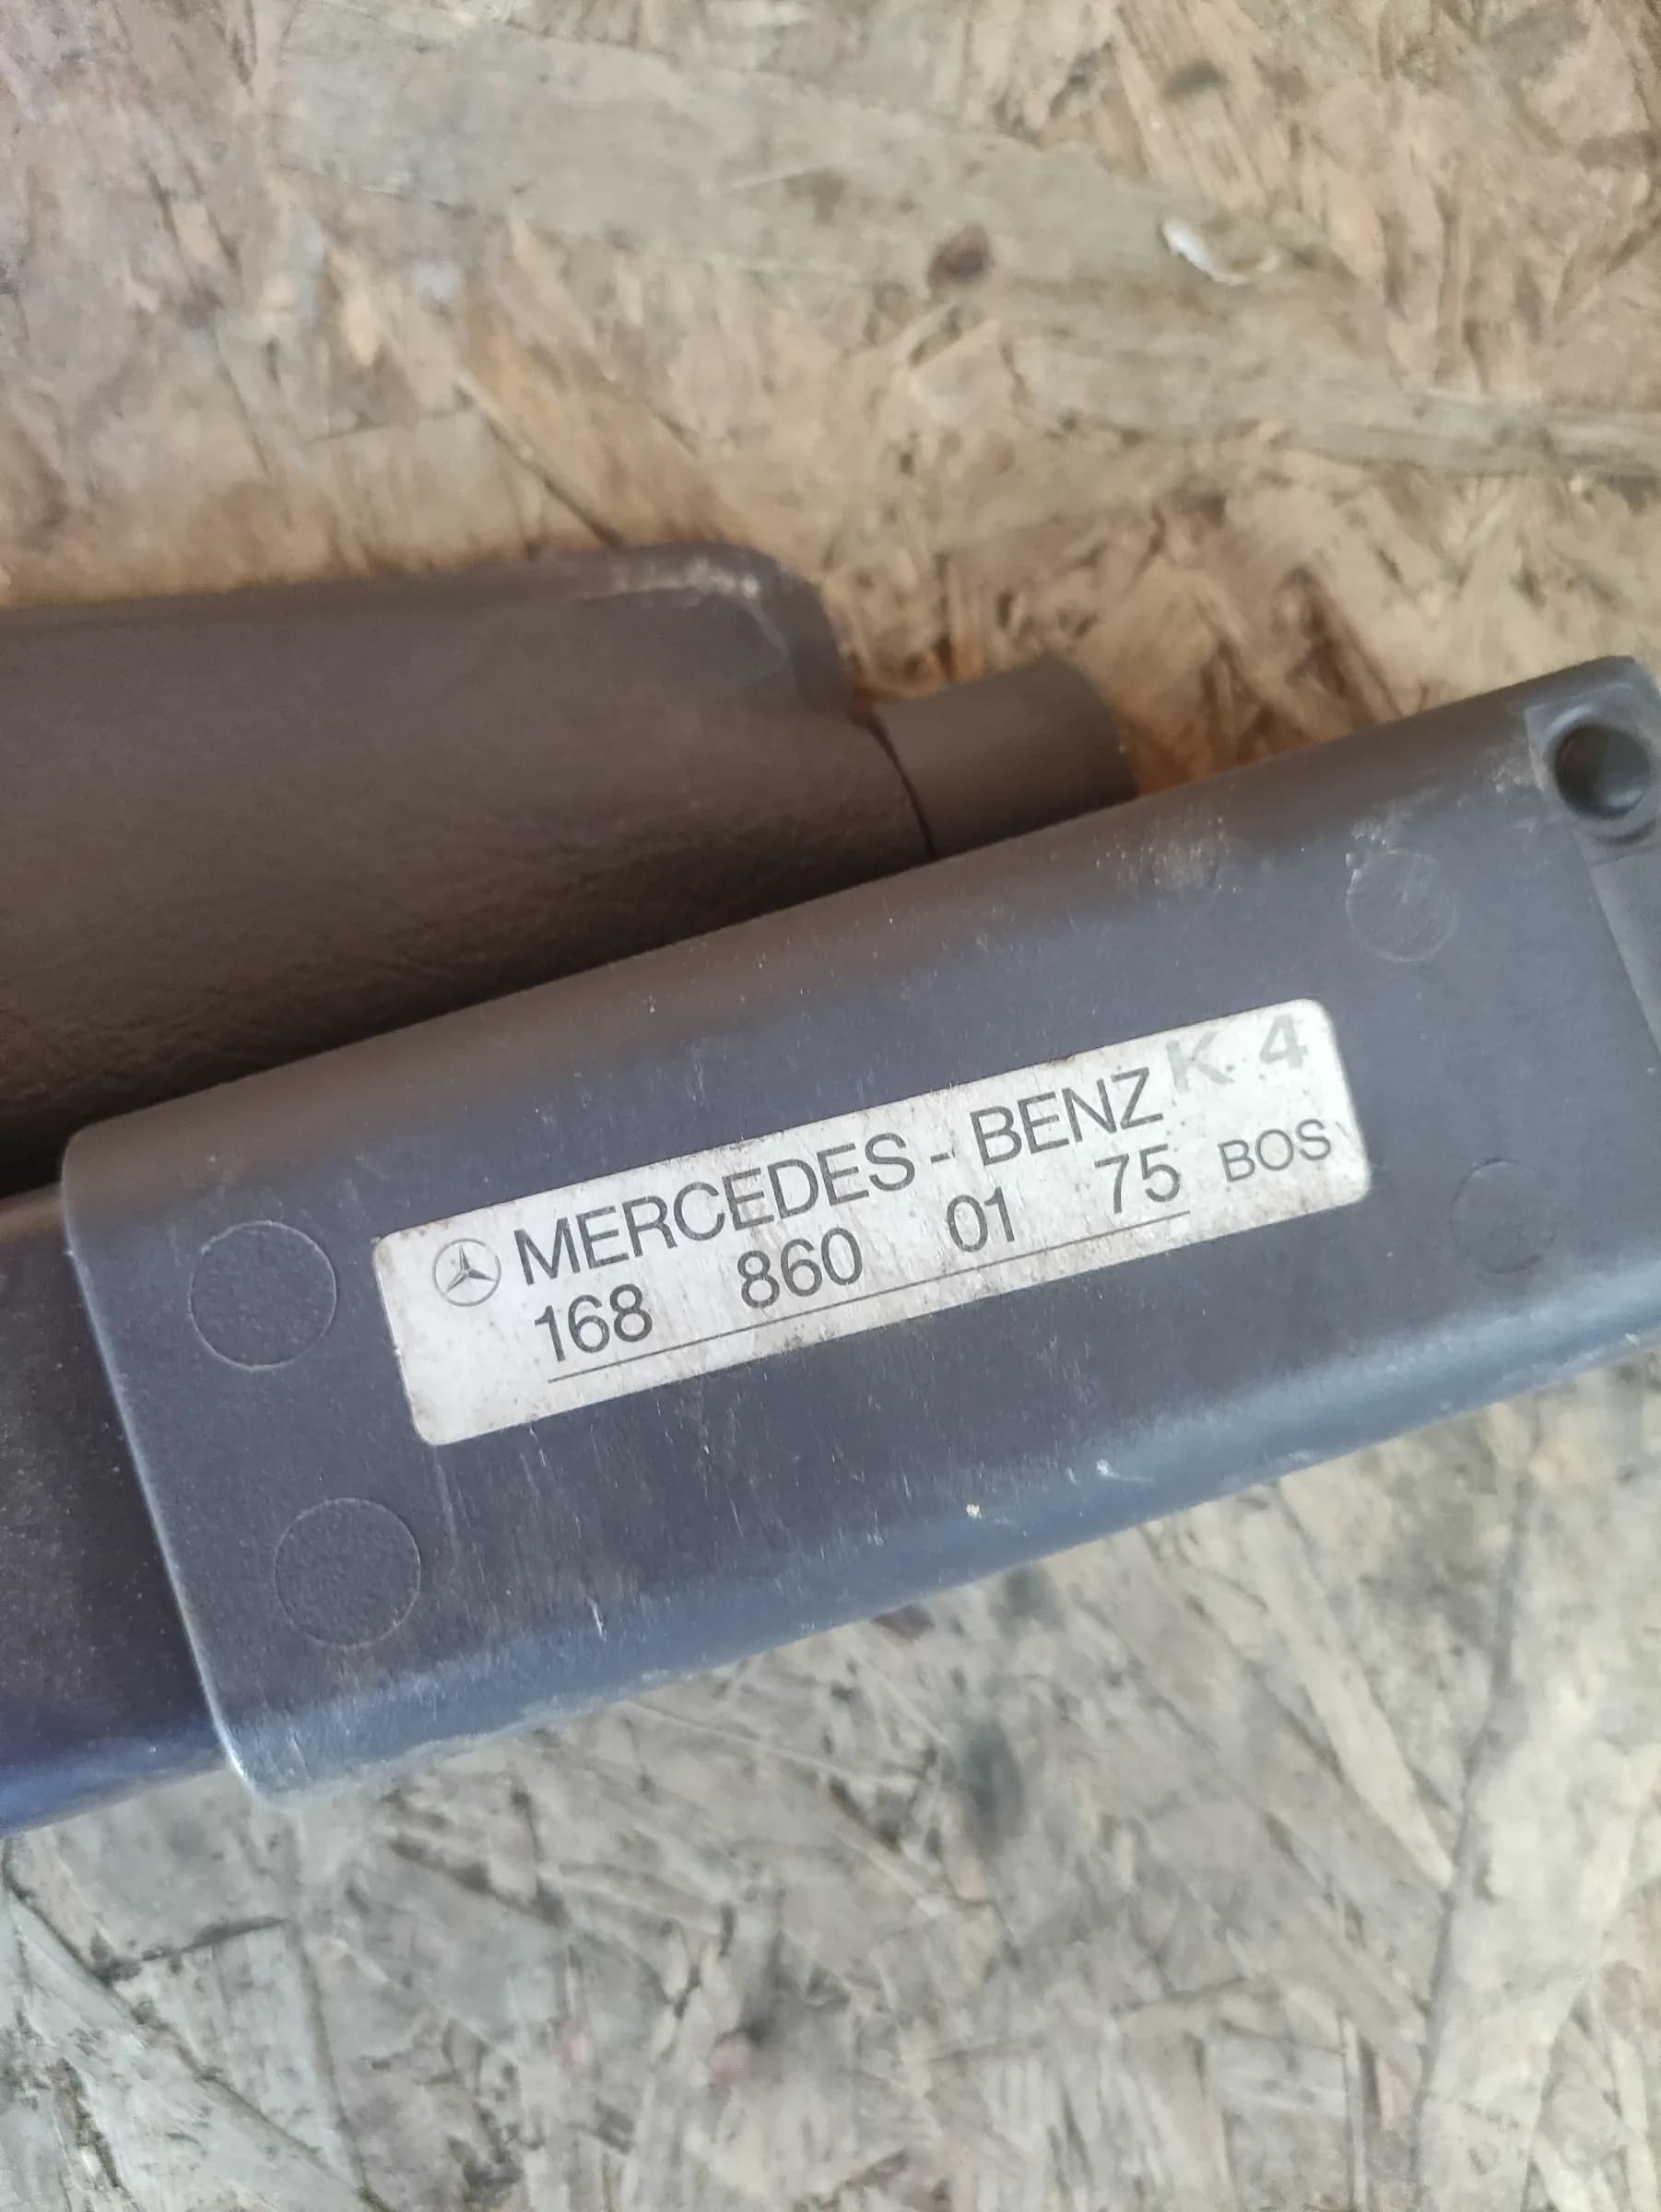 K 4
MERCEDES-BENZ
168 860 01 75 BOS